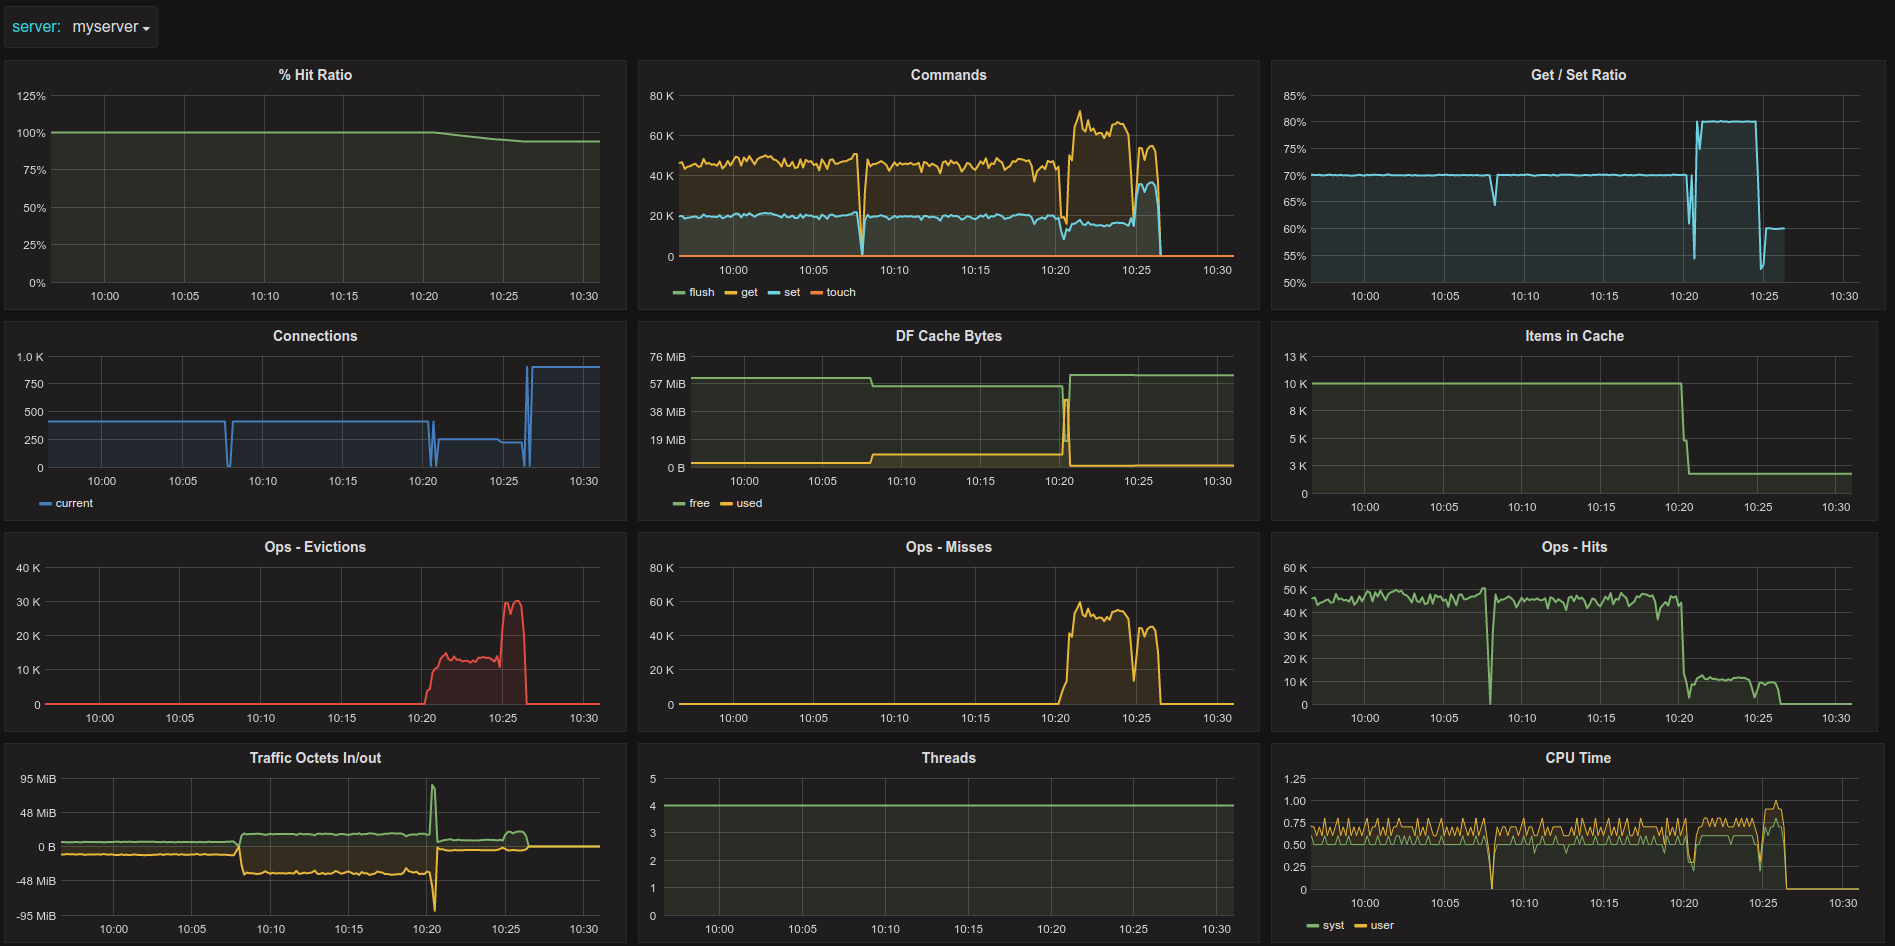 server: myserver
% Hit Ratio
125%
100%
75%
50%
25%
0%
10:00 10:05 10:10 10:15 10:20 10:25 10:30
Commands
80 K
60 K
40 K
20 K
0
10:00 10:05 10:10 10:15 10:20 10:25 10:30
flush get set touch
Get / Set Ratio
85%
80%
75%
70%
65%
60%
55%
50%
10:00 10:05 10:10 10:15 10:20 10:25 10:30
Connections
1.0 K
750
500
250
0
10:00 10:05 10:10 10:15 10:20 10:25 10:30
current
DF Cache Bytes
76 MiB
57 MiB
38 MiB
19 MiB
0 B
10:00 10:05 10:10 10:15 10:20 10:25 10:30
free used
Items in Cache
13 K
10 K
8 K
5 K
3 K
0
10:00 10:05 10:10 10:15 10:20 10:25 10:30
Ops - Evictions
40 K
30 K
20 K
10 K
0
10:00 10:05 10:10 10:15 10:20 10:25 10:30
Ops - Misses
80 K
60 K
40 K
20 K
0
10:00 10:05 10:10 10:15 10:20 10:25 10:30
Ops - Hits
60 K
50 K
40 K
30 K
20 K
10 K
0
10:00 10:05 10:10 10:15 10:20 10:25 10:30
Traffic Octets In/out
95 MiB
48 MiB
0 B
-48 MiB
-95 MiB
10:00 10:05 10:10 10:15 10:20 10:25 10:30
Threads
5
4
3
2
1
0
10:00 10:05 10:10 10:15 10:20 10:25 10:30
CPU Time
1.25
1.00
0.75
0.50
0.25
0
10:00 10:05 10:10 10:15 10:20 10:25 10:30
syst user